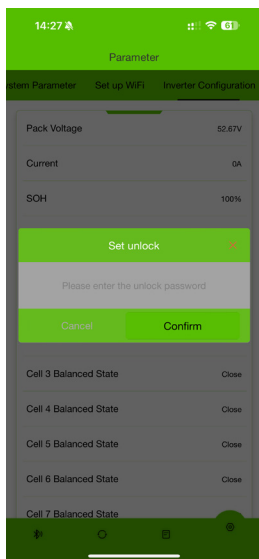 14:27
61
Parameter
stem Parameter Set up WiFi Inverter Configuration
Pack Voltage 52.67V
Current 0A
SOH 100%
Set unlock
Please enter the unlock password
Cancel Confirm
Cell 3 Balanced State Close
Cell 4 Balanced State Close
Cell 5 Balanced State Close
Cell 6 Balanced State Close
Cell 7 Balanced State